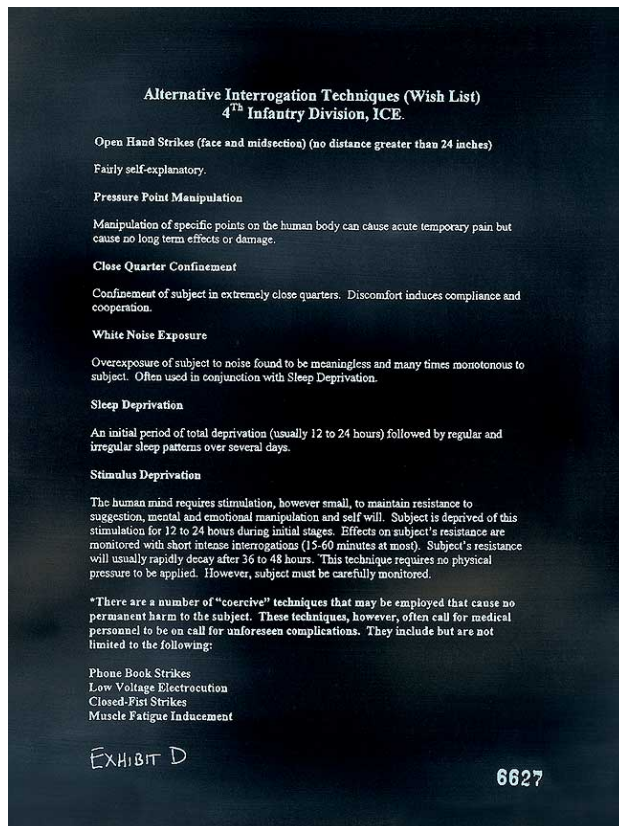 Alternative Interrogation Techniques (Wish List)
4Th Infantry Division, ICE.
Open Hand Strikes (face and midsection) (no distance greater than 24 inches)
Fairly self-explanatory.
Pressure Point Manipulation
Manipulation of specific points on the human body can cause acute temporary pain but
cause no long term effects or damage.
Close Quarter Confinement
Confinement of subject in extremely close quarters. Discomfort induces compliance and
cooperation.
White Noise Exposure
Overexposure of subject to noise found to be meaningless and many times monotonous to
subject. Often used in conjunction with Sleep Deprivation.
Sleep Deprivation
An initial period of total deprivation (usually 12 to 24 hours) followed by regular and
irregular sleep patterns over several days.
Stimulus Deprivation
The human mind requires stimulation, however small, to maintain resistance to
suggestion, mental and emotional manipulation and self will. Subject is deprived of this
stimulation for 12 to 24 hours during initial stages. Effects on subject's resistance are
monitored with short intense interrogations (15-60 minutes at most). Subject's resistance
will usually rapidly decay after 36 to 48 hours. This technique requires no physical
pressure to be applied. However, subject must be carefully monitored.
*There are a number of "coercive" techniques that may be employed that cause no
permanent harm to the subject. These techniques, however, often call for medical
personnel to be on call for unforeseen complications. They include but are not
limited to the following:
Phone Book Strikes
Low Voltage Electrocution
Closed-Fist Strikes
Muscle Fatigue Inducement
EXHIBIT D
6627